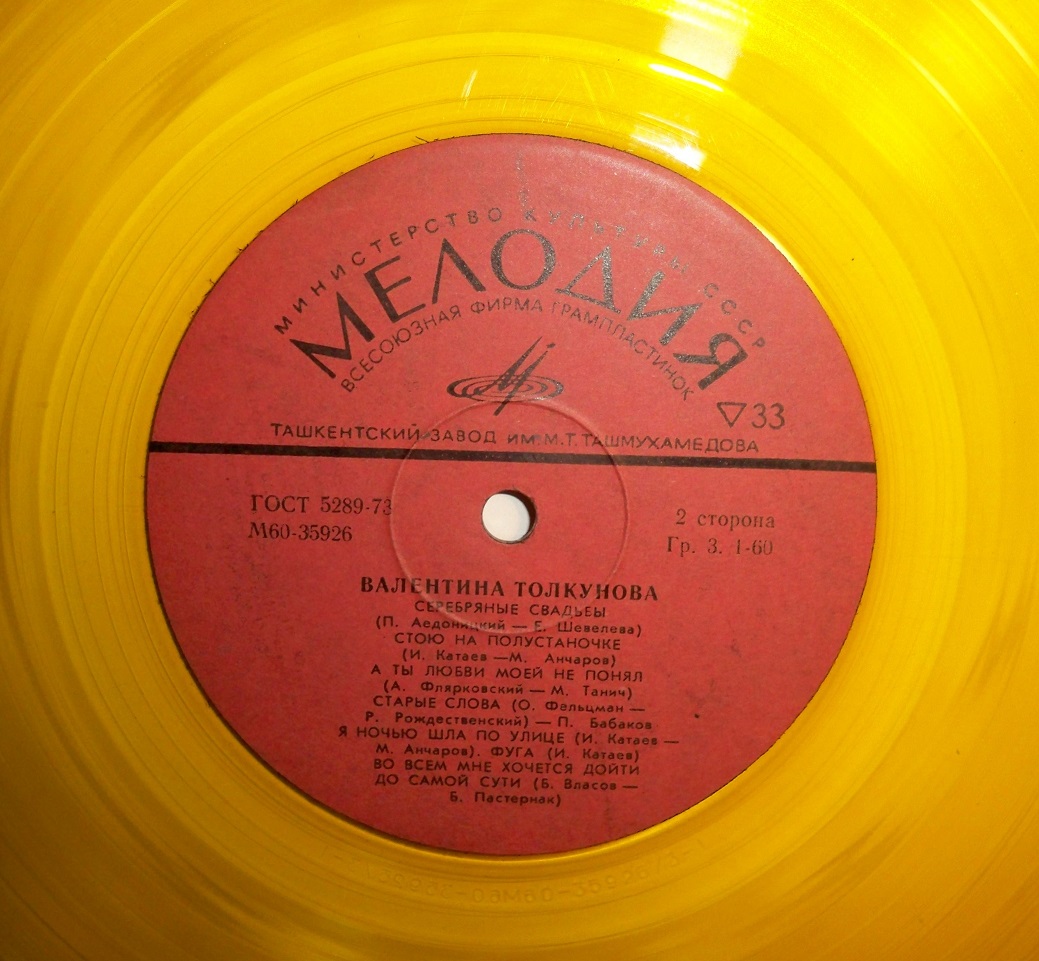 МИНИСТЕРСТВО КУЛЬТУРЫ СССР
МЕЛОДИЯ
ВСЕСОЮЗНАЯ ФИРМА ГРАМПЛАСТИНОК
33
ТАШКЕНТСКИЙ ЗАВОД ИМ. М.Т. ТАШМУХАМЕДОВА
ГОСТ 5289-73
М60-35926
2 сторона
Гр. 3. 1-60
ВАЛЕНТИНА ТОЛКУНОВА
СЕРЕБРЯНЫЕ СВАДЬБЫ
(П. Аедоницкий — Е. Шевелева)
СТОЮ НА ПОЛУСТАНОЧКЕ
(И. Катаев — М. Анчаров)
А ТЫ ЛЮБВИ МОЕЙ НЕ ПОНЯЛ
(А. Флярковский — М. Танич)
СТАРЫЕ СЛОВА (О. Фельцман —
Р. Рождественский) — П. Бабаков
Я НОЧЬЮ ШЛА ПО УЛИЦЕ (И. Катаев —
М. Анчаров). ФУГА (И. Катаев)
ВО ВСЕМ МНЕ ХОЧЕТСЯ ДОЙТИ
ДО САМОЙ СУТИ (Б. Власов —
Б. Пастернак)